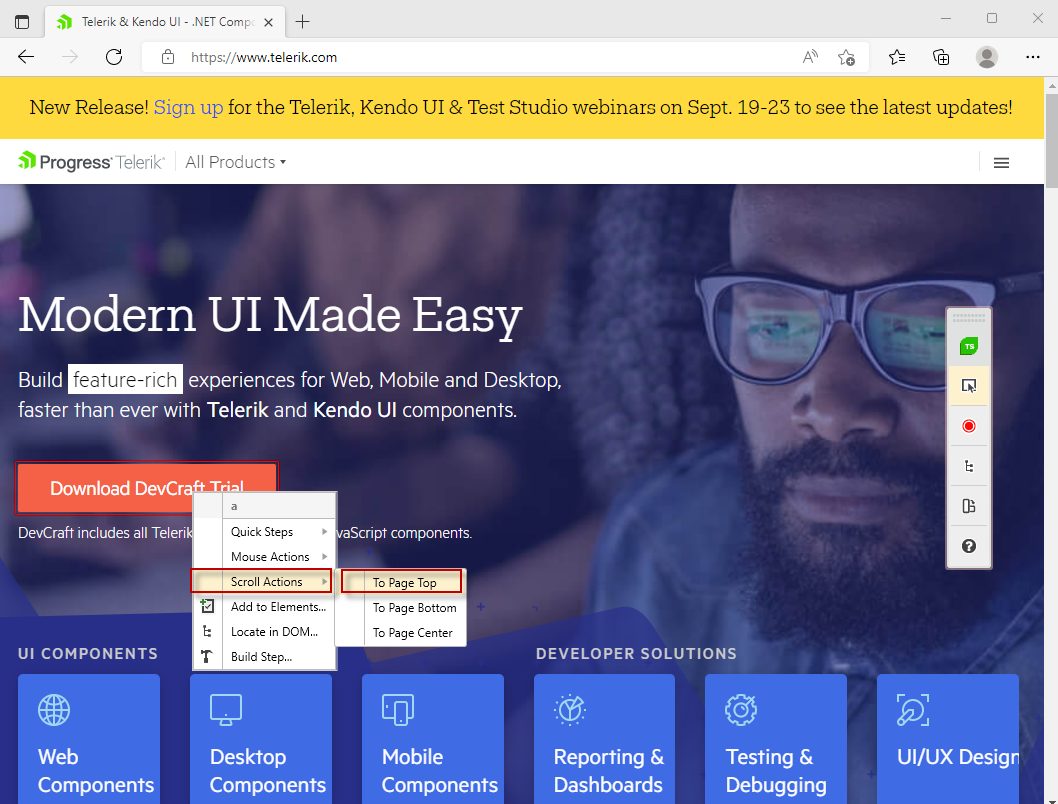 Telerik & Kendo UI - .NET Compo
https://www.telerik.com
New Release! Sign up for the Telerik, Kendo UI & Test Studio webinars on Sept. 19-23 to see the latest updates!
Progress Telerik All Products
Modern UI Made Easy
Build feature-rich experiences for Web, Mobile and Desktop,
faster than ever with Telerik and Kendo UI components.
TS
Download DevCraft Trial
DevCraft includes all Telerik
vaScript components.
a
Quick Steps
Mouse Actions
Scroll Actions
Add to Elements...
Locate in DOM...
Build Step...
To Page Top
To Page Bottom
To Page Center
UI COMPONENTS
DEVELOPER SOLUTIONS
Web
Components
Desktop
Components
Mobile
Components
Reporting &
Dashboards
Testing &
Debugging
UI/UX Design